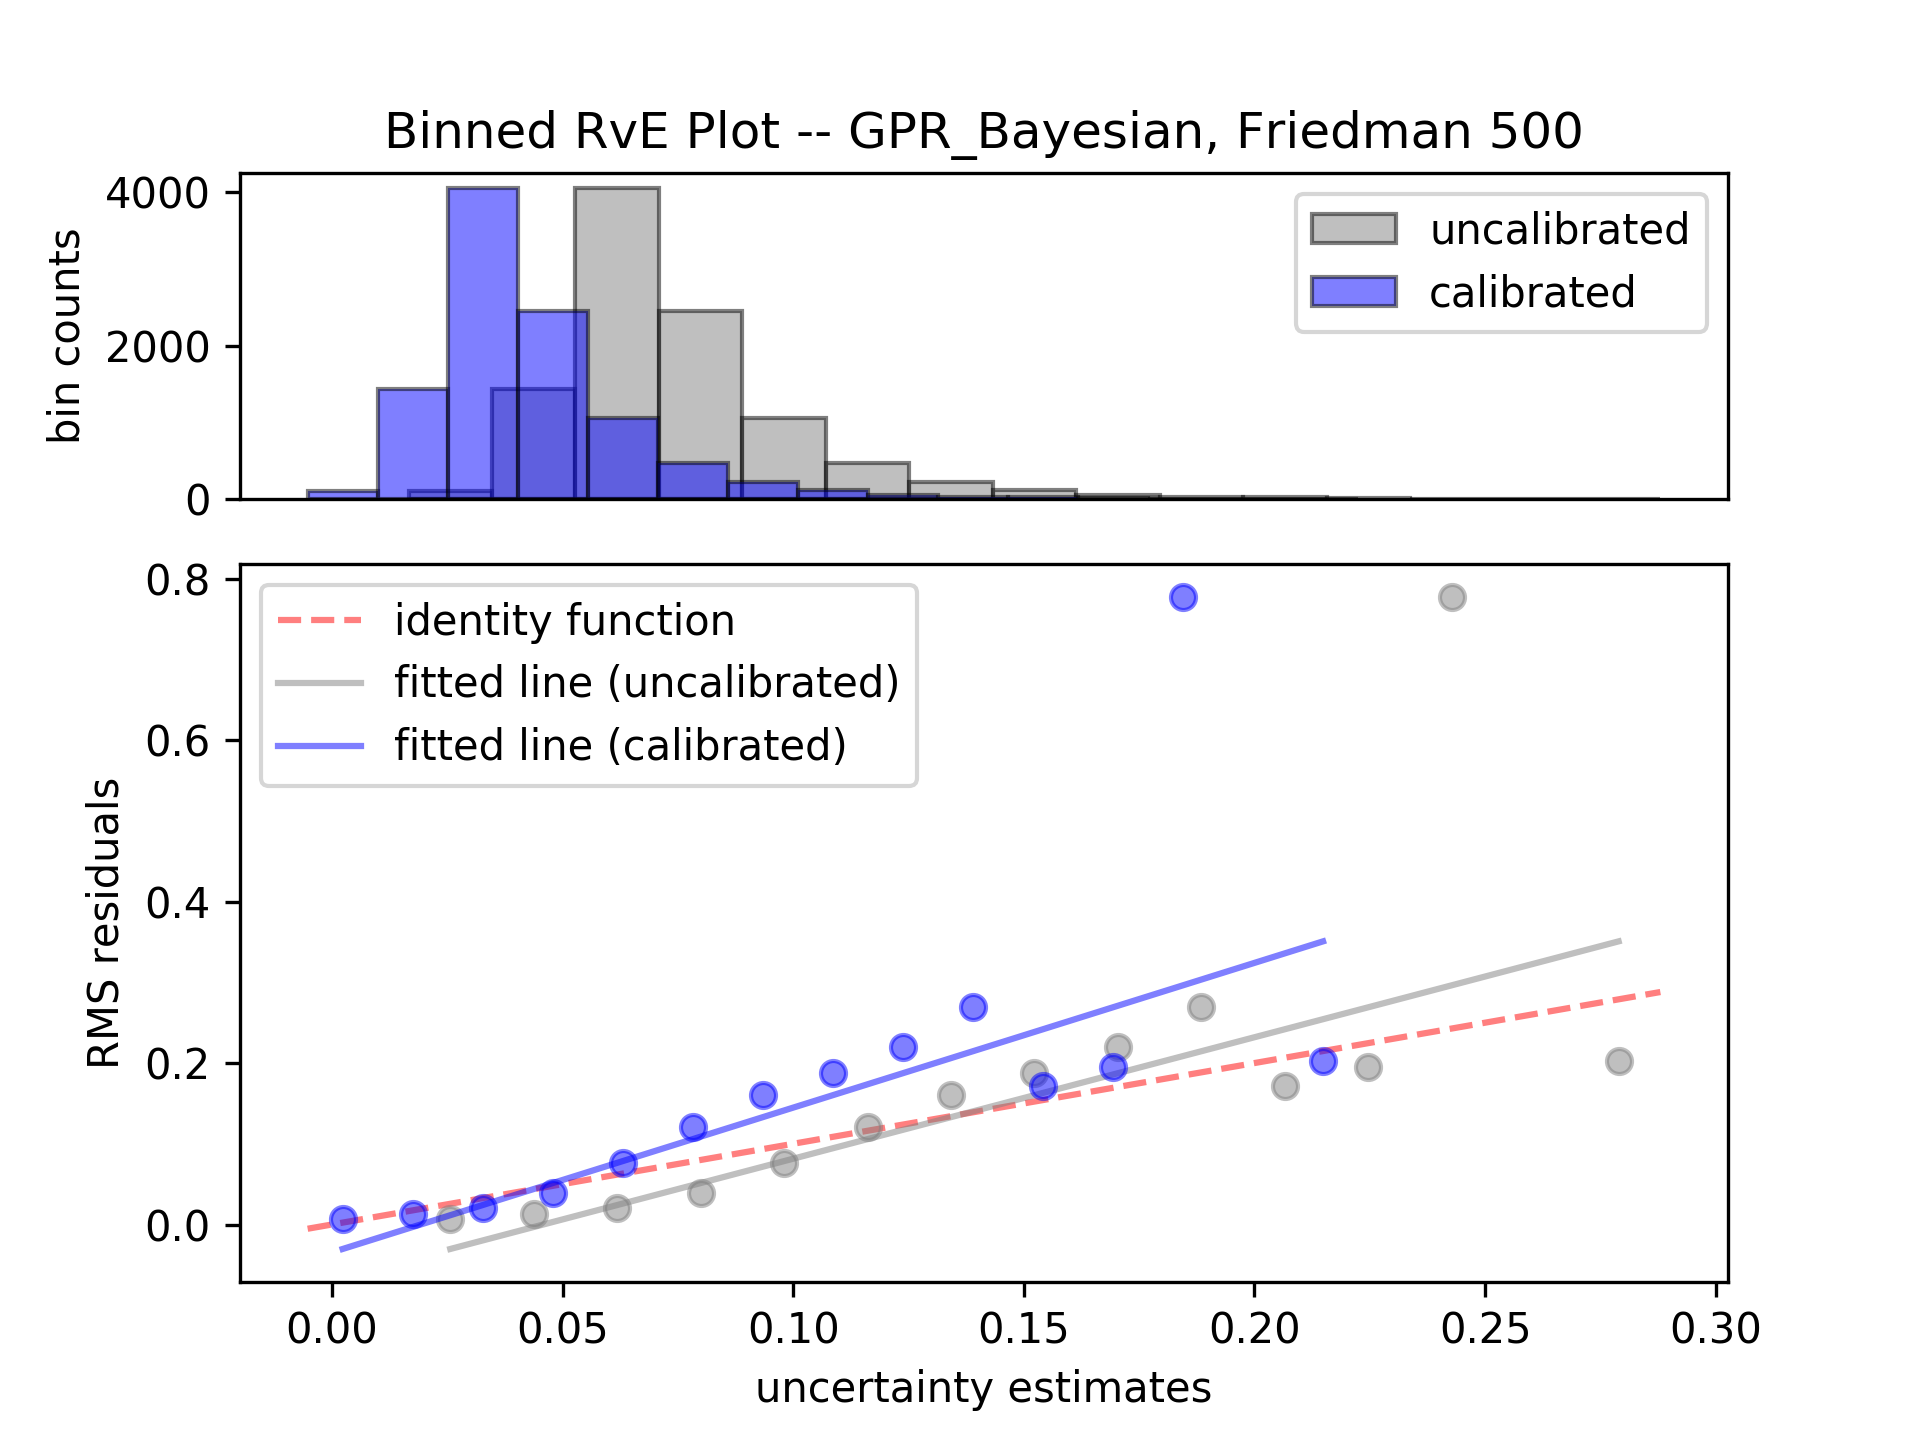 Binned RvE Plot -- GPR_Bayesian, Friedman 500
4000
2000
0
bin counts
uncalibrated
calibrated
0.8
0.6
0.4
0.2
0.0
RMS residuals
identity function
fitted line (uncalibrated)
fitted line (calibrated)
0.00 0.05 0.10 0.15 0.20 0.25 0.30
uncertainty estimates